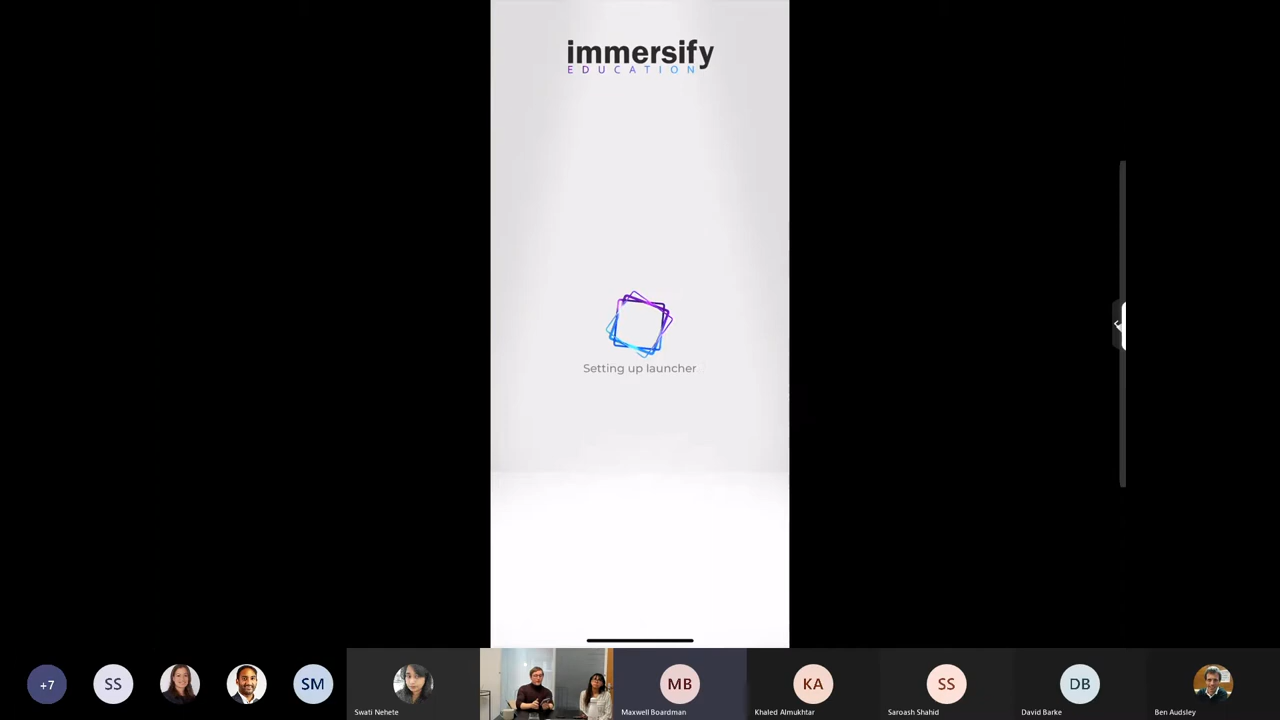 immersify
EDUCATION
Setting up launcher
+7
SS
SM
MB
KA
SS
DB
Swati Nehete
Maxwell Boardman
Khaled Almukhtar
Saroash Shahid
David Barke
Ben Audsley